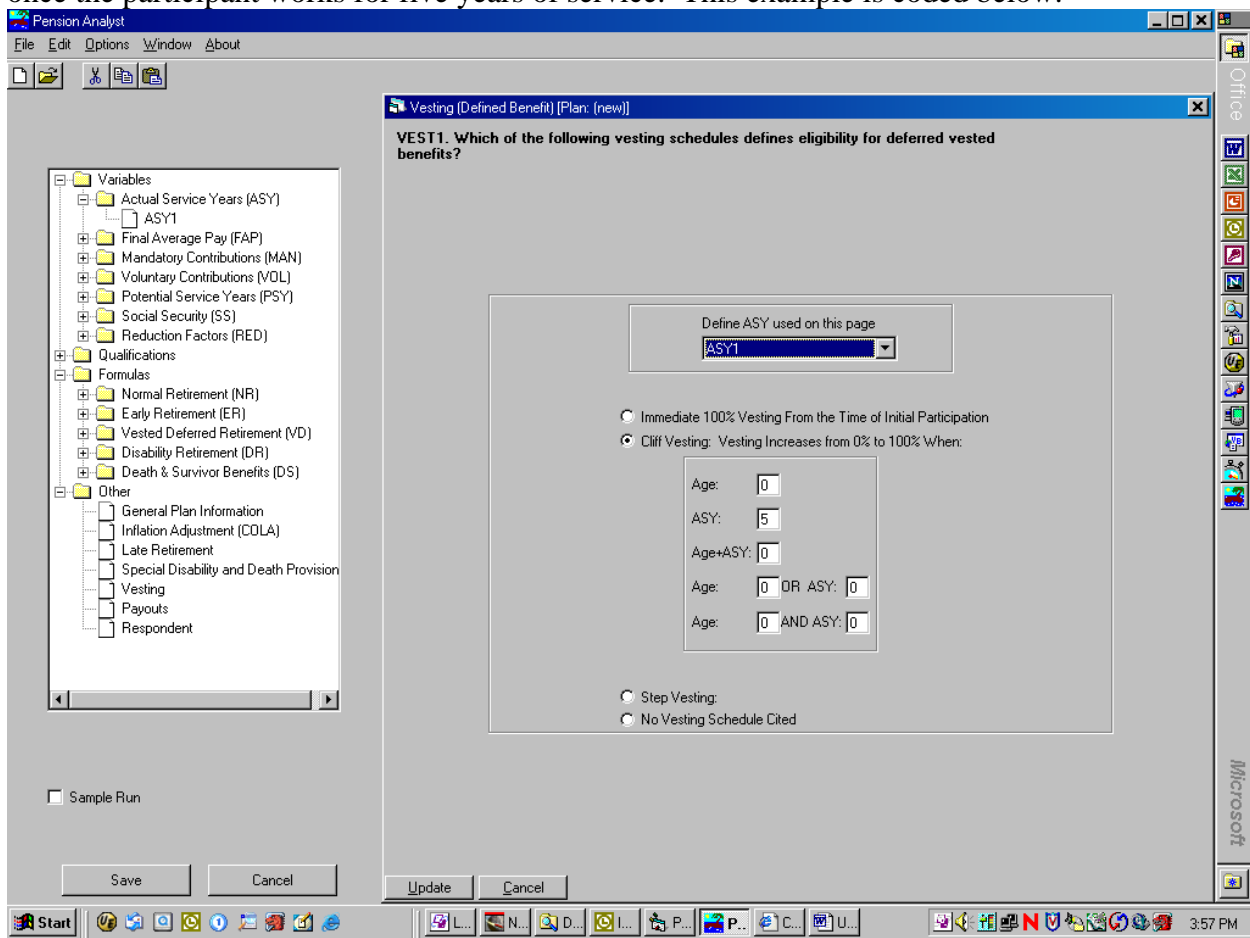 once the participant works for five years of service. This example is coded below.
Pension Analyst
File Edit Options Window About
Office
Vesting (Defined Benefit) [Plan: (new)]
VEST1. Which of the following vesting schedules defines eligibility for deferred vested
benefits?
Variables
Actual Service Years (ASY)
ASY1
Final Average Pay (FAP)
Mandatory Contributions (MAN)
Voluntary Contributions (VOL)
Potential Service Years (PSY)
Social Security (SS)
Reduction Factors (RED)
Qualifications
Formulas
Normal Retirement (NR)
Early Retirement (ER)
Vested Deferred Retirement (VD)
Disability Retirement (DR)
Death & Survivor Benefits (DS)
Other
General Plan Information
Inflation Adjustment (COLA)
Late Retirement
Special Disability and Death Provision
Vesting
Payouts
Respondent
Define ASY used on this page
ASY1
Immediate 100% Vesting From the Time of Initial Participation
Cliff Vesting: Vesting Increases from 0% to 100% When:
Age: 0
ASY: 5
Age+ASY: 0
Age: 0 OR ASY: 0
Age: 0 AND ASY: 0
Step Vesting:
No Vesting Schedule Cited
Sample Run
Save Cancel
Update Cancel
Microsoft
Start L... N... D... I... P... P.. C... U... 3:57 PM